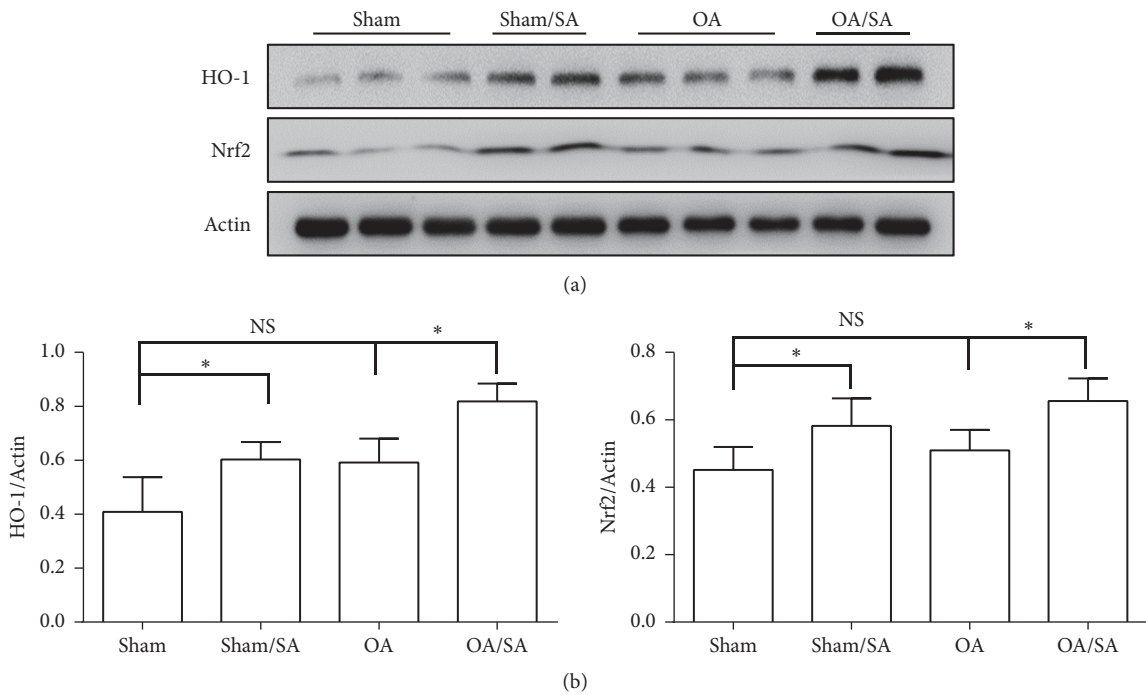 Sham Sham/SA OA OA/SA
HO-1
Nrf2
Actin
(a)
NS
*
*
1.0
0.8
0.6
0.4
0.2
0.0
HO-1/Actin
Sham Sham/SA OA OA/SA
NS
*
*
0.8
0.6
0.4
0.2
0.0
Nrf2/Actin
Sham Sham/SA OA OA/SA
(b)